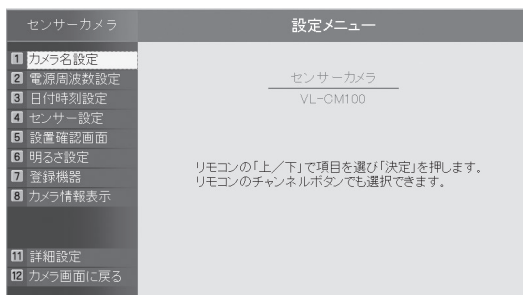 センサーカメラ
設定メニュー
1 カメラ名設定
2 電源周波数設定
3 日付時刻設定
4 センサー設定
5 設置確認画面
6 明るさ設定
7 登録機器
8 カメラ情報表示
11 詳細設定
12 カメラ画面に戻る
センサーカメラ
VL-CM100
リモコンの「上／下」で項目を選び「決定」を押します。
リモコンのチャンネルボタンでも選択できます。